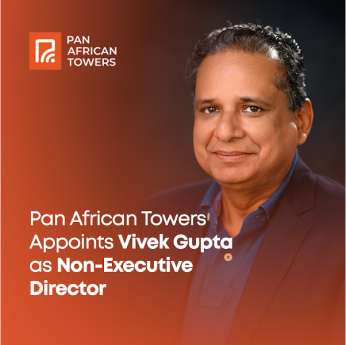 PAN
AFRICAN
TOWERS
Pan African Towers
Appoints Vivek Gupta
as Non-Executive
Director